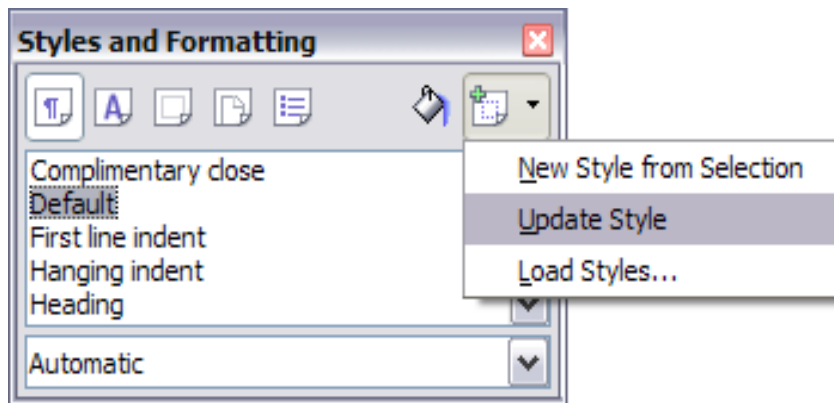 Styles and Formatting
Complimentary close
Default
First line indent
Hanging indent
Heading
Automatic
New Style from Selection
Update Style
Load Styles...